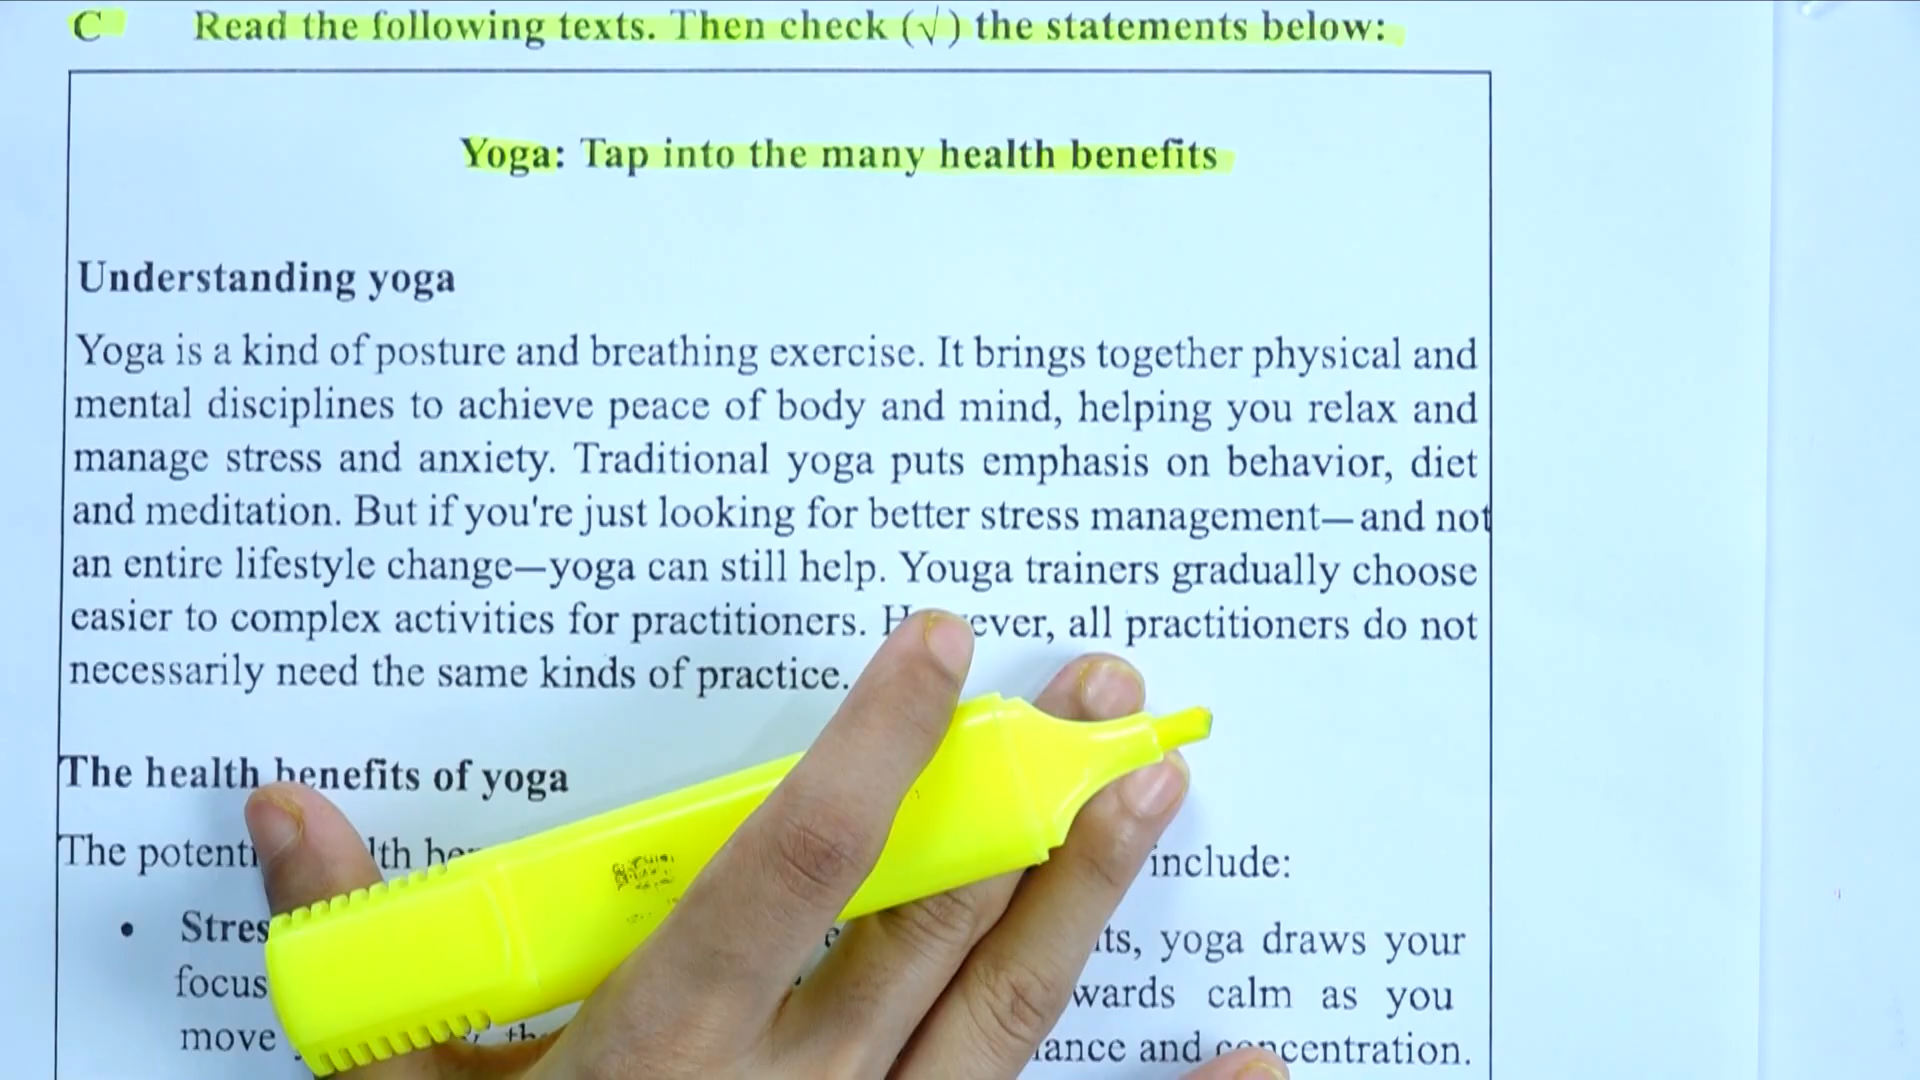 C Read the following texts. Then check (√) the statements below:
Yoga: Tap into the many health benefits
Understanding yoga
Yoga is a kind of posture and breathing exercise. It brings together physical and
mental disciplines to achieve peace of body and mind, helping you relax and
manage stress and anxiety. Traditional yoga puts emphasis on behavior, diet
and meditation. But if you're just looking for better stress management—and not
an entire lifestyle change—yoga can still help. Youga trainers gradually choose
easier to complex activities for practitioners. However, all practitioners do not
necessarily need the same kinds of practice.
The health benefits of yoga
The include:
• yoga draws your
focus calm as you
move and concentration.